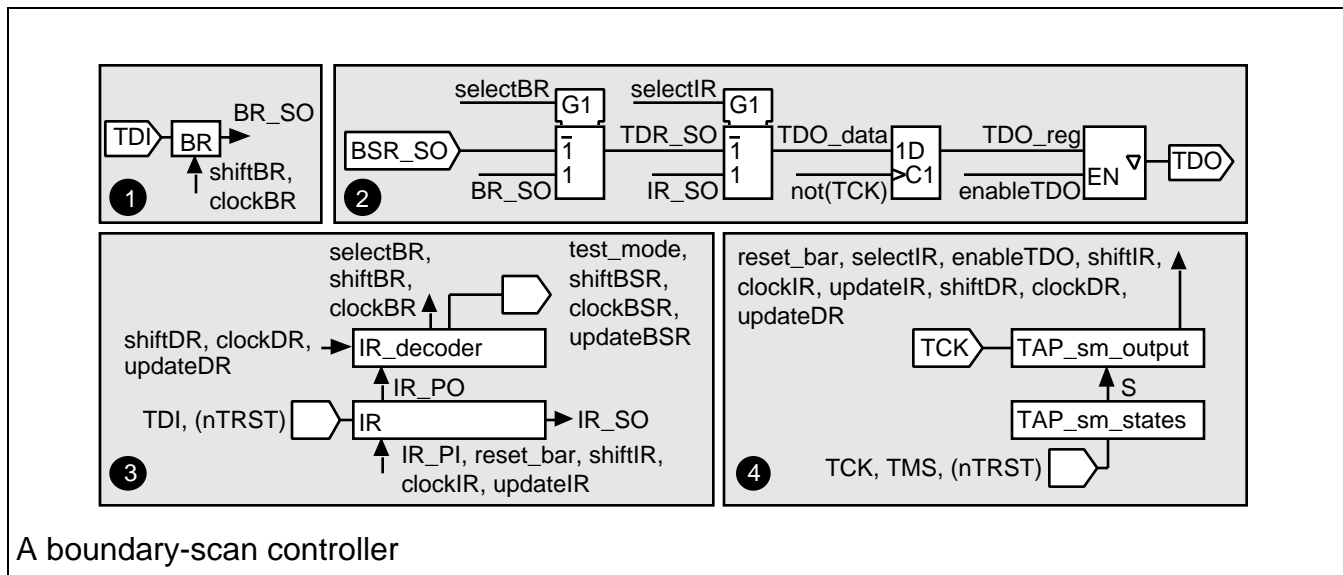 TDI
BR
BR_SO
shiftBR,
clockBR
1
selectBR
G1
selectIR
G1
BSR_SO
1
1
BR_SO
TDR_SO
1
1
IR_SO
TDO_data
1D
>C1
not(TCK)
TDO_reg
EN
enableTDO
TDO
2
selectBR,
shiftBR,
clockBR
test_mode,
shiftBSR,
clockBSR,
updateBSR
shiftDR, clockDR,
updateDR
IR_decoder
IR_PO
TDI, (nTRST)
IR
IR_SO
IR_PI, reset_bar, shiftIR,
clockIR, updateIR
3
reset_bar, selectIR, enableTDO, shiftIR,
clockIR, updateIR, shiftDR, clockDR,
updateDR
TCK
TAP_sm_output
S
TAP_sm_states
TCK, TMS, (nTRST)
4
A boundary-scan controller